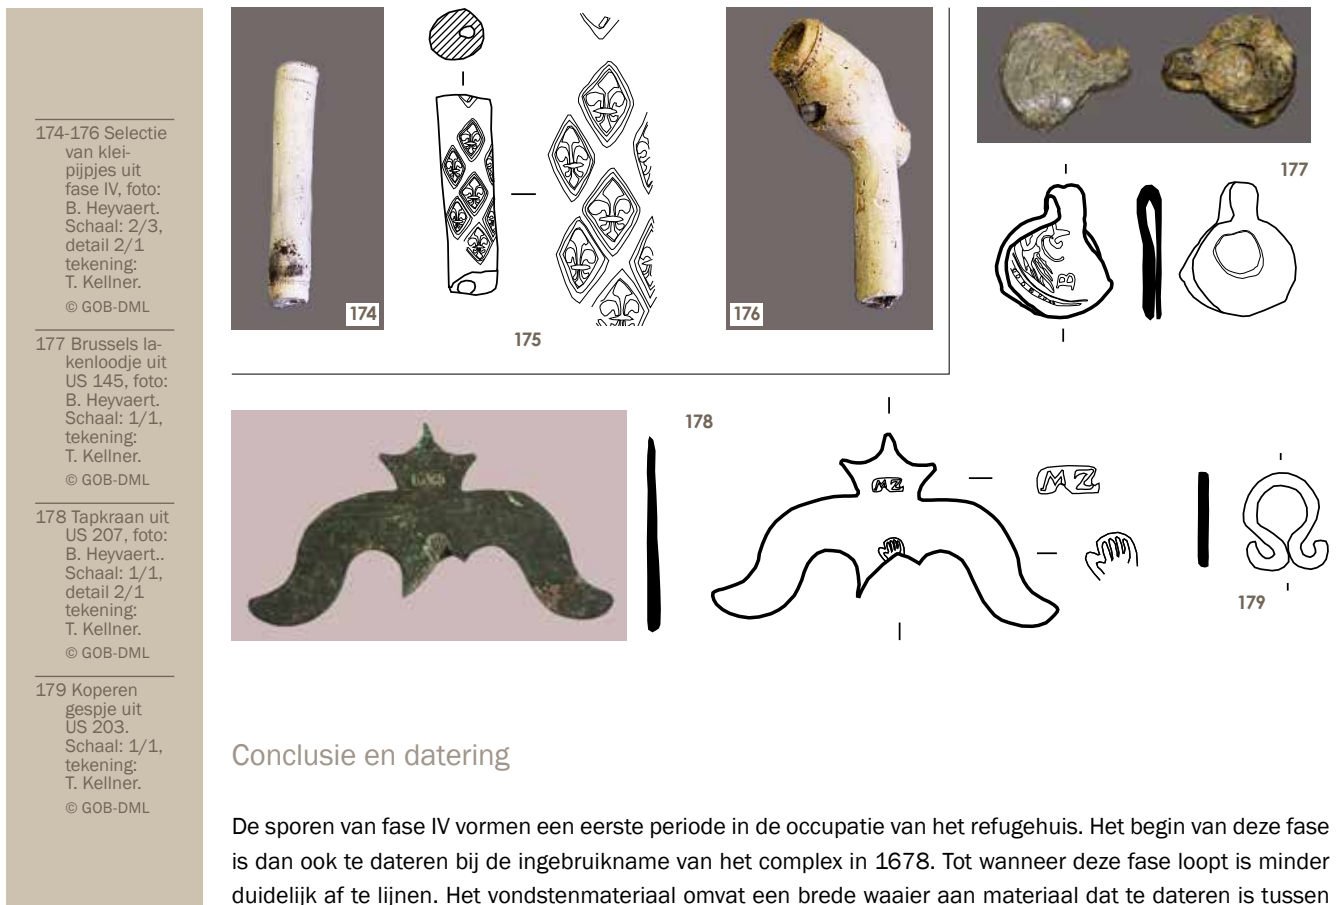 174-176 Selectie
van klei-
pijpjes uit
fase IV, foto:
B. Heyvaert.
Schaal: 2/3,
detail 2/1
tekening:
T. Kellner.
© GOB-DML
177 Brussels la-
kenloodje uit
US 145, foto:
B. Heyvaert.
Schaal: 1/1,
tekening:
T. Kellner.
© GOB-DML
178 Tapkraan uit
US 207, foto:
B. Heyvaert..
Schaal: 1/1,
detail 2/1
tekening:
T. Kellner.
© GOB-DML
179 Koperen
gespje uit
US 203.
Schaal: 1/1,
tekening:
T. Kellner.
© GOB-DML
174
175
176
177
B
178
MZ
MZ
179
Conclusie en datering
De sporen van fase IV vormen een eerste periode in de occupatie van het refugehuis. Het begin van deze fase
is dan ook te dateren bij de ingebruikname van het complex in 1678. Tot wanneer deze fase loopt is minder
duidelijk af te lijnen. Het vondstenmateriaal omvat een brede waaier aan materiaal dat te dateren is tussen